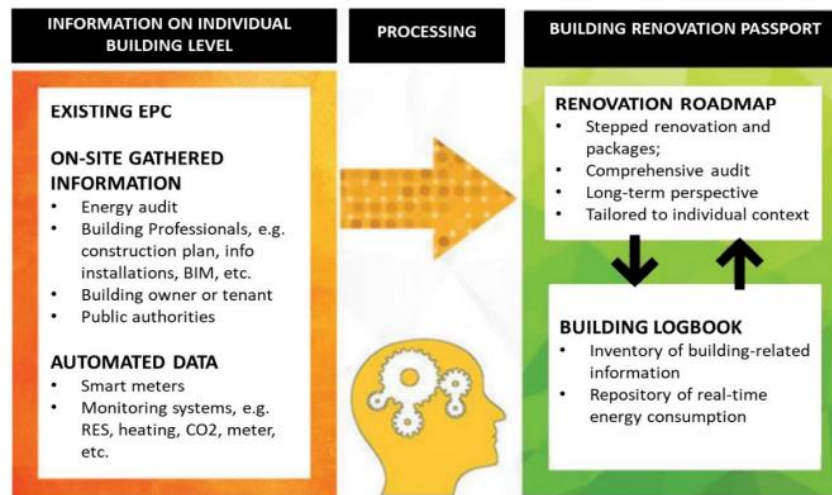 INFORMATION ON INDIVIDUAL
BUILDING LEVEL
EXISTING EPC
ON-SITE GATHERED
INFORMATION
• Energy audit
• Building Professionals, e.g.
construction plan, info
installations, BIM, etc.
• Building owner or tenant
• Public authorities
AUTOMATED DATA
• Smart meters
• Monitoring systems, e.g.
RES, heating, CO2, meter,
etc.
PROCESSING
BUILDING RENOVATION PASSPORT
RENOVATION ROADMAP
• Stepped renovation and
packages;
• Comprehensive audit
• Long-term perspective
• Tailored to individual context
BUILDING LOGBOOK
• Inventory of building-related
information
• Repository of real-time
energy consumption